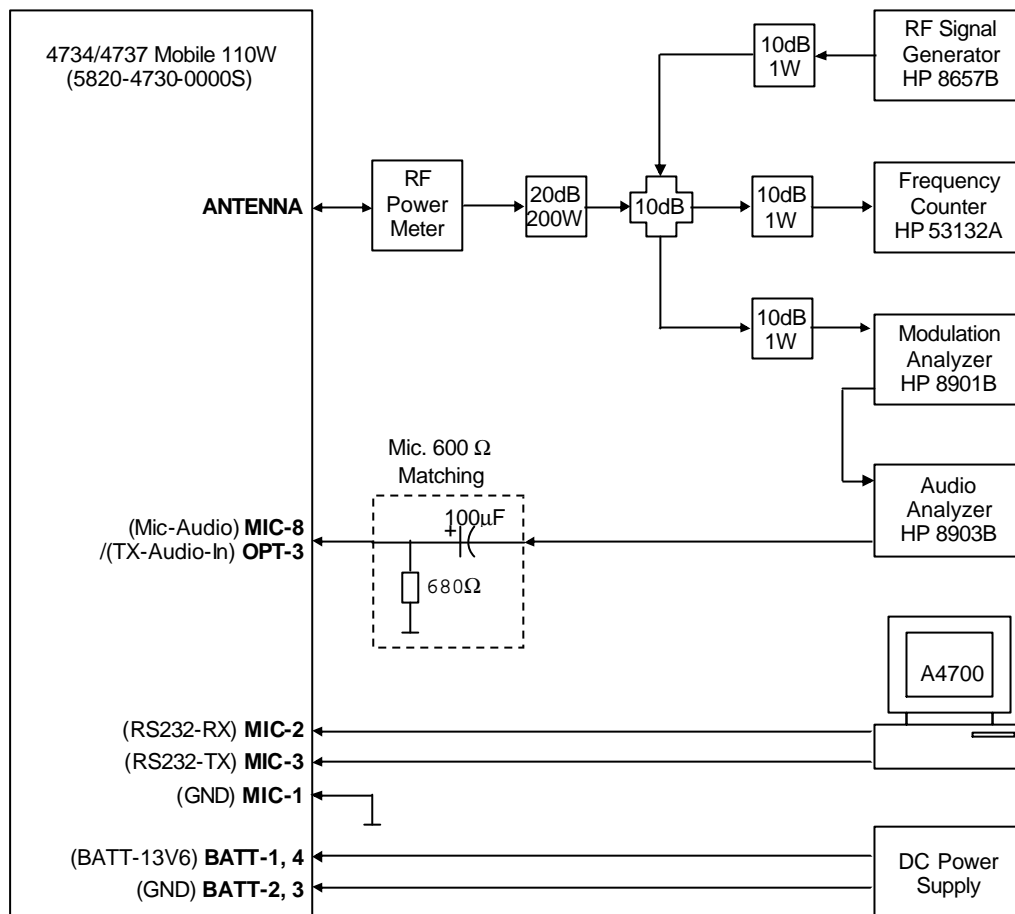 4734/4737 Mobile 110W
(5820-4730-0000S)
10dB
1W
RF Signal
Generator
HP 8657B
ANTENNA
RF
Power
Meter
20dB
200W
10dB
10dB
1W
Frequency
Counter
HP 53132A
10dB
1W
Modulation
Analyzer
HP 8901B
Mic. 600 Ω
Matching
Audio
Analyzer
HP 8903B
(Mic-Audio) MIC-8
/(TX-Audio-In) OPT-3
+
100µF
680Ω
A4700
(RS232-RX) MIC-2
(RS232-TX) MIC-3
(GND) MIC-1
(BATT-13V6) BATT-1, 4
(GND) BATT-2, 3
DC Power
Supply